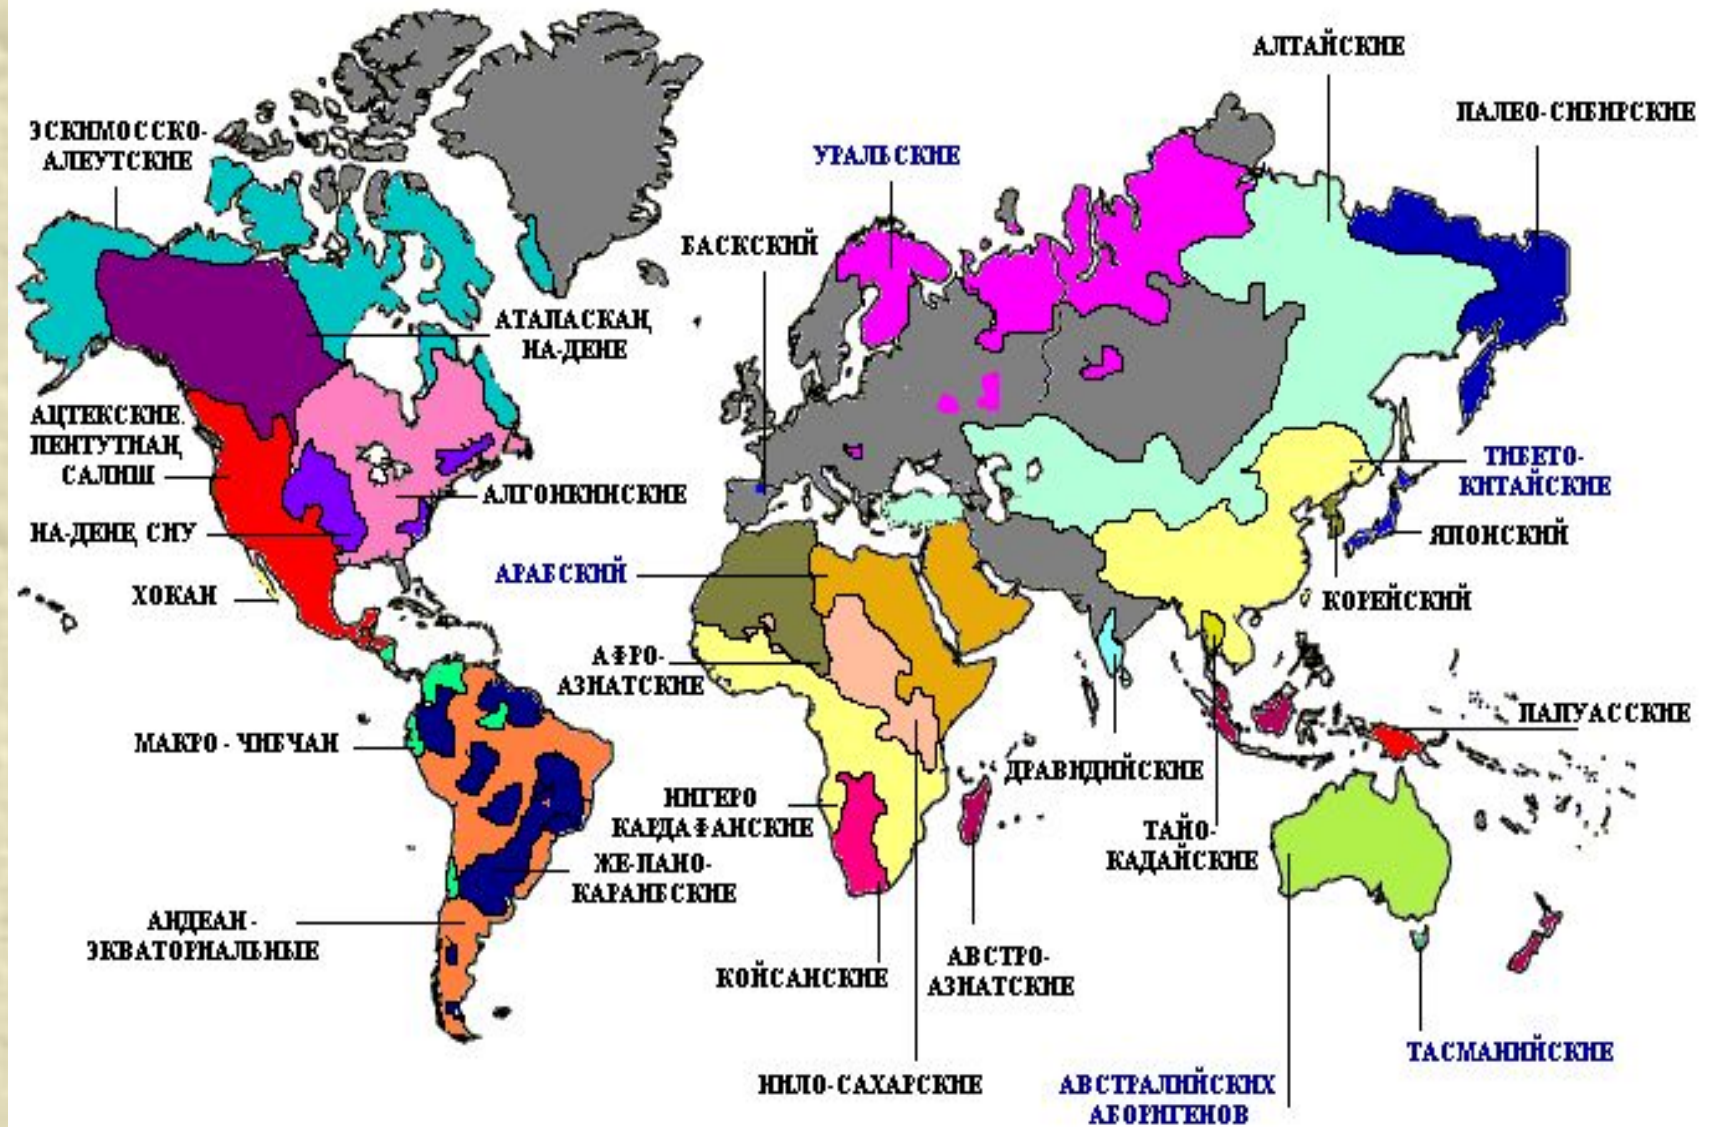 АЛТАЙСКИЕ
ПАЛЕО-СИБИРСКИЕ
ЭСКИМОССКО-
АЛЕУТСКИЕ
УРАЛЬСКИЕ
БАСКСКИЙ
АТАПАСКАН,
НА-ДЕНЕ
АЦТЕКСКИЕ.
ПЕНТУТИАН,
САЛИШ
АЛГОНКИНСКИЕ
ТИБЕТО-
КИТАЙСКИЕ
НА-ДЕНЕ, СИУ
ЯПОНСКИЙ
АРАБСКИЙ
ХОКАН
КОРЕЙСКИЙ
АФРО-
АЗИАТСКИЕ
ПАПУАССКИЕ
МАКРО - ЧИБЧАН
ДРАВИДИЙСКИЕ
НИГЕРО
КАРДАФАНСКИЕ
ТАЙО-
КАДАЙСКИЕ
ЖЕ-ПАНО-
КАРАИБСКИЕ
АНДЕАН -
ЭКВАТОРИАЛЬНЫЕ
КОЙСАНСКИЕ
АВСТРО-
АЗИАТСКИЕ
ТАСМАНИЙСКИЕ
НИЛО-САХАРСКИЕ
АВСТРАЛИЙСКИХ
АБОРИГЕНОВ